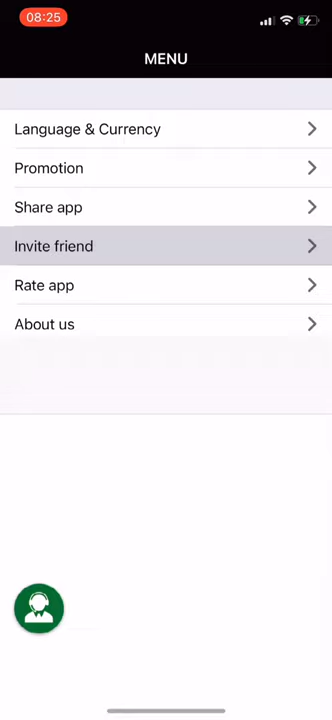 08:25
MENU
Language & Currency
Promotion
Share app
Invite friend
Rate app
About us